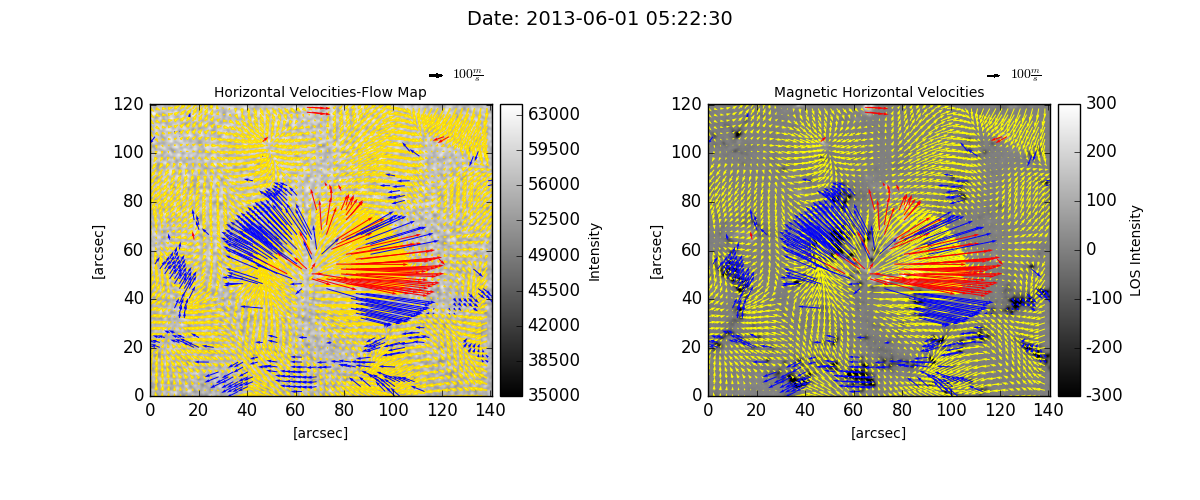 Date: 2013-06-01 05:22:30
100 m/s
Horizontal Velocities-Flow Map
120
100
80
60
40
20
0
[arcsec]
0 20 40 60 80 100 120 140
[arcsec]
63000
59500
56000
52500
49000
45500
42000
38500
35000
Intensity
100 m/s
Magnetic Horizontal Velocities
120
100
80
60
40
20
0
[arcsec]
0 20 40 60 80 100 120 140
[arcsec]
300
200
100
0
-100
-200
-300
LOS Intensity